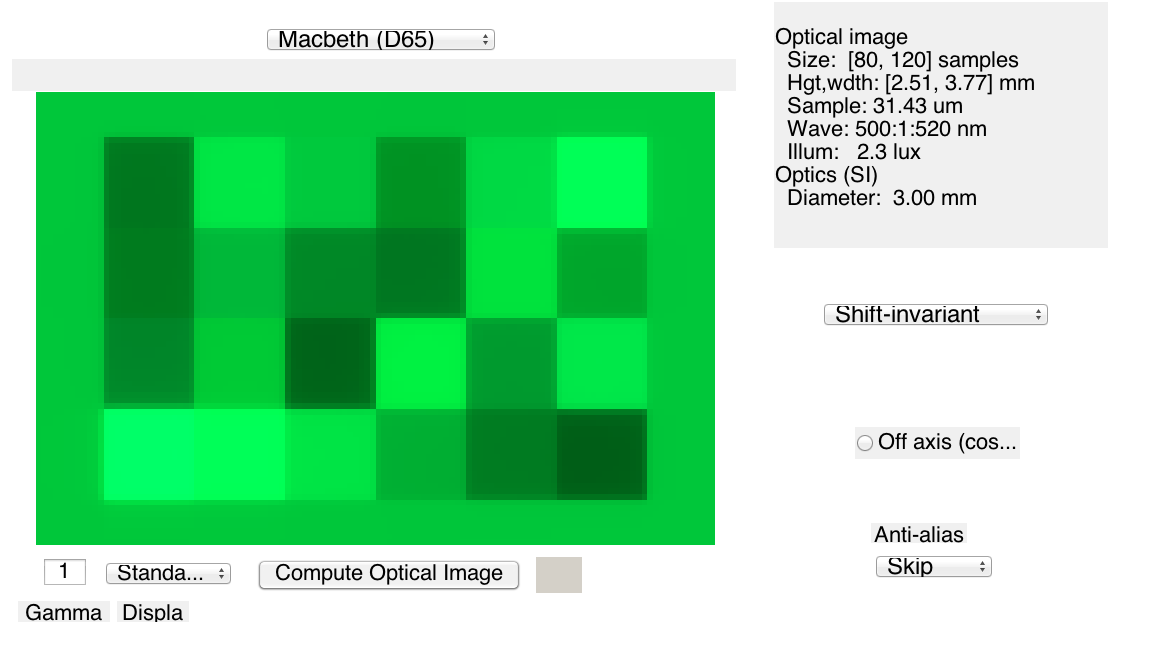 Macbeth (D65)
Optical image
Size: [80, 120] samples
Hgt,wdth: [2.51, 3.77] mm
Sample: 31.43 um
Wave: 500:1:520 nm
Illum: 2.3 lux
Optics (SI)
Diameter: 3.00 mm
Shift-invariant
Off axis (cos...
Anti-alias
Skip
1
Standa...
Compute Optical Image
Gamma
Displa